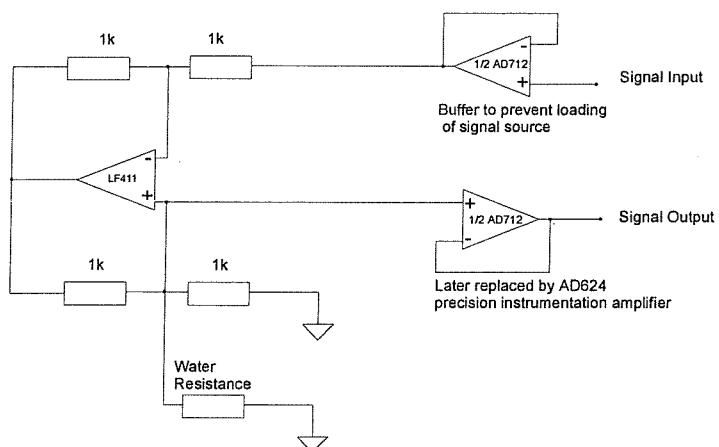 1k
1k
-
1/2 AD712
+
Signal Input
Buffer to prevent loading
of signal source
-
LF411
+
+
1/2 AD712
-
Signal Output
1k
1k
Later replaced by AD624
precision instrumentation amplifier
Water
Resistance